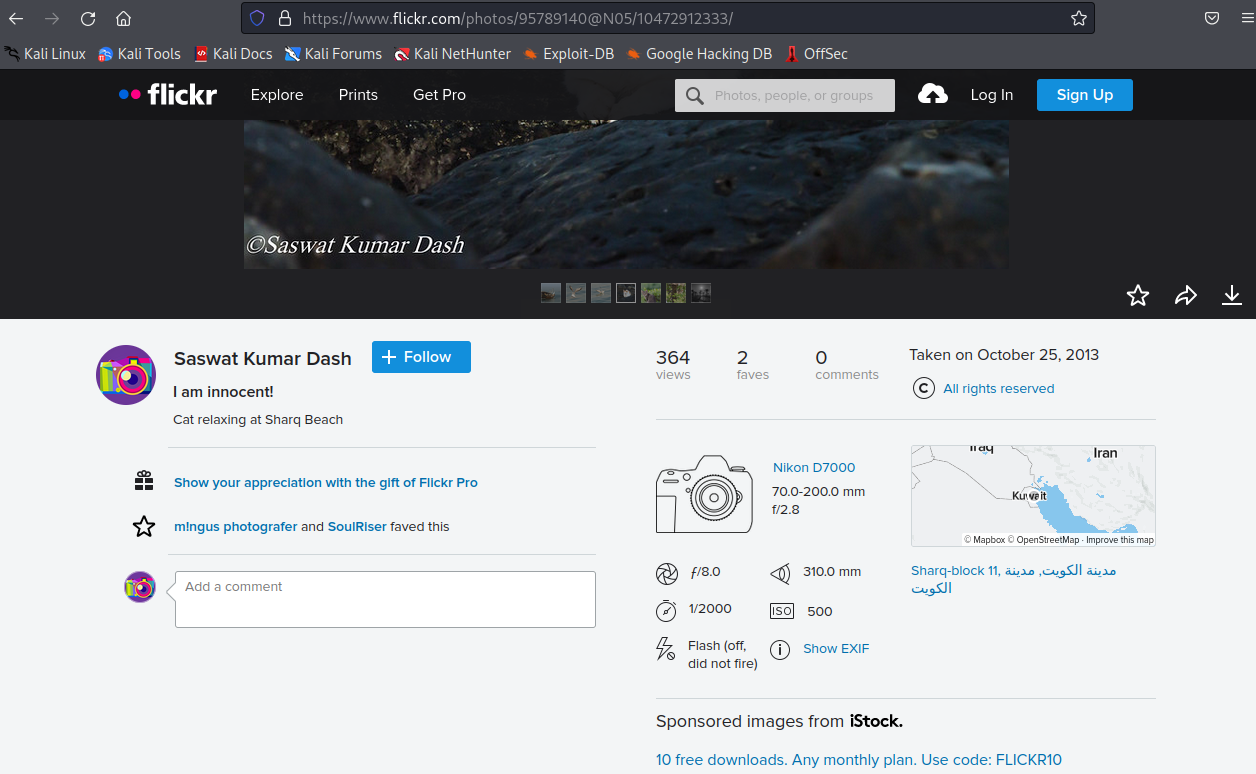 https://www.flickr.com/photos/95789140@N05/10472912333/
Kali Linux Kali Tools Kali Docs Kali Forums Kali NetHunter Exploit-DB Google Hacking DB OffSec
flickr Explore Prints Get Pro Photos, people, or groups Log In Sign Up
©Saswat Kumar Dash
Saswat Kumar Dash
+ Follow
I am innocent!
Cat relaxing at Sharq Beach
Show your appreciation with the gift of Flickr Pro
m!ngus photografer and SoulRiser faved this
Add a comment
364 2 0
views faves comments
Taken on October 25, 2013
All rights reserved
Nikon D7000
70.0-200.0 mm
f/2.8
ƒ/8.0 310.0 mm
1/2000 ISO 500
Flash (off,
did not fire)
Show EXIF
Iraq
Iran
Kuwait
© Mapbox © OpenStreetMap · Improve this map
Sharq-block 11, مدينة الكويت, مدينة
الكويت
Sponsored images from iStock.
10 free downloads. Any monthly plan. Use code: FLICKR10